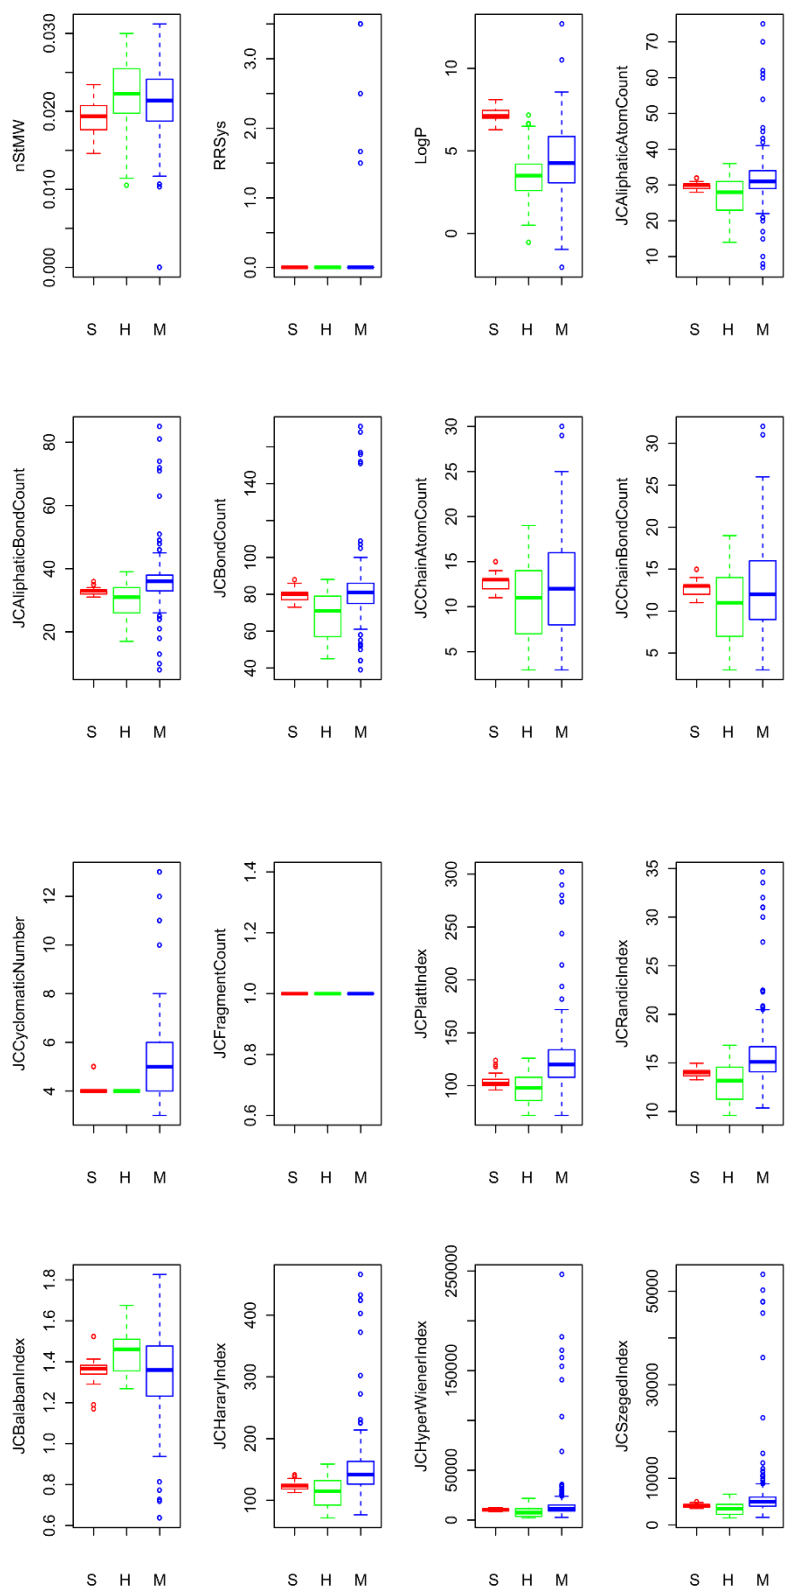 nStMW
0.000 0.010 0.020 0.030
S H M
RRSys
0.0 1.0 2.0 3.0
S H M
LogP
0 5 10
S H M
JCAliphaticAtomCount
10 20 30 40 50 60 70
S H M
JCAliphaticBondCount
20 40 60 80
S H M
JCBondCount
40 60 80 100 140
S H M
JCChainAtomCount
5 10 15 20 25 30
S H M
JCChainBondCount
5 10 15 20 25 30
S H M
JCCyclomaticNumber
4 6 8 10 12
S H M
JCFragmentCount
0.6 0.8 1.0 1.2 1.4
S H M
JCPlattIndex
100 150 200 250 300
S H M
JCRandicIndex
10 15 20 25 30 35
S H M
JCBalabanIndex
0.6 0.8 1.0 1.2 1.4 1.6 1.8
S H M
JCHararyIndex
100 200 300 400
S H M
JCHyperWienerIndex
0 50000 150000 250000
S H M
JCSzegedIndex
0 10000 30000 50000
S H M